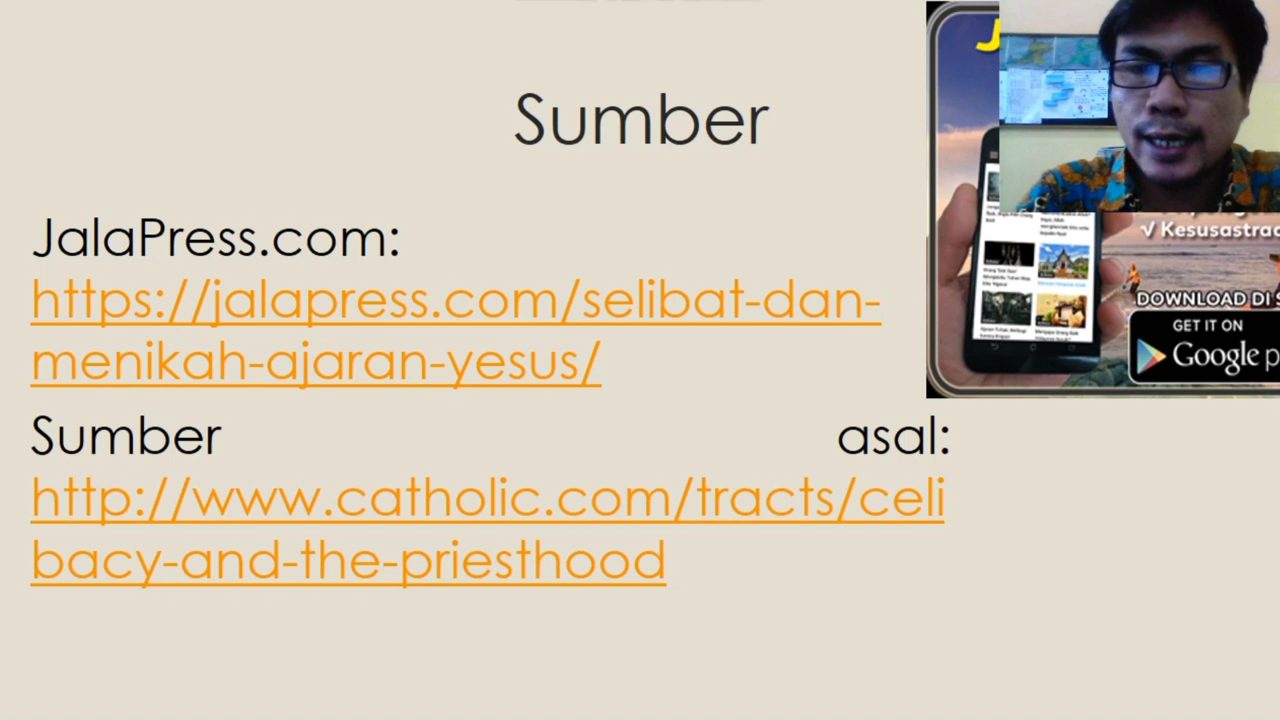 Sumber
JalaPress.com:
https://jalapress.com/selibat-dan-
menikah-ajaran-yesus/
Sumber asal:
http://www.catholic.com/tracts/celi
bacy-and-the-priesthood
J
√ Kesusastra
DOWNLOAD DI S
GET IT ON
Google p